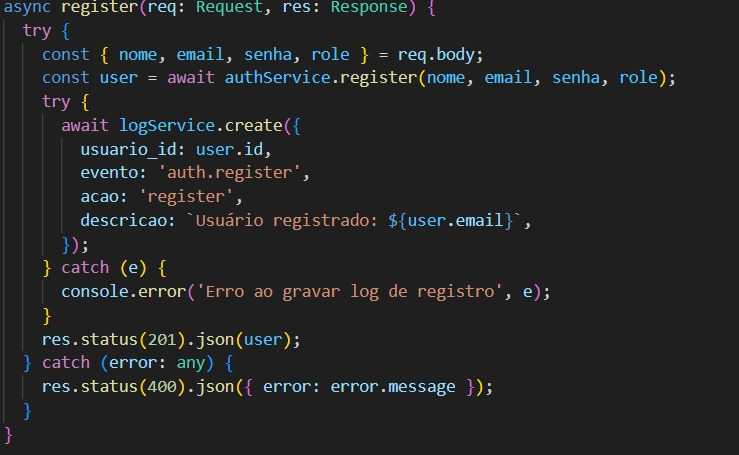 async register(req: Request, res: Response) {
try {
const { nome, email, senha, role } = req.body;
const user = await authService.register(nome, email, senha, role);
try {
await logService.create({
usuario_id: user.id,
evento: 'auth.register',
acao: 'register',
descricao: `Usuário registrado: ${user.email}`,
});
} catch (e) {
console.error('Erro ao gravar log de registro', e);
}
res.status(201).json(user);
} catch (error: any) {
res.status(400).json({ error: error.message });
}
}